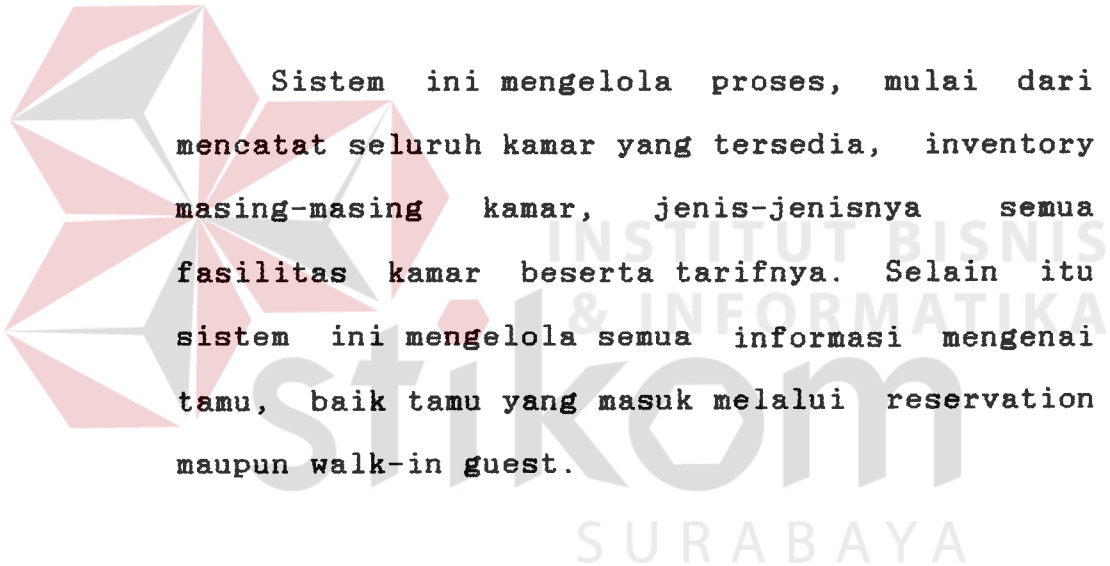 Sistem ini mengelola proses, mulai dari
mencatat seluruh kamar yang tersedia, inventory
masing-masing kamar, jenis-jenisnya semua
INSTITUT BISNIS
fasilitas kamar beserta tarifnya. Selain itu
& INFORMATIKA
sistem ini mengelola semua informasi mengenai
stikom
tamu, baik tamu yang masuk melalui reservation
maupun walk-in guest.
SURABAYA